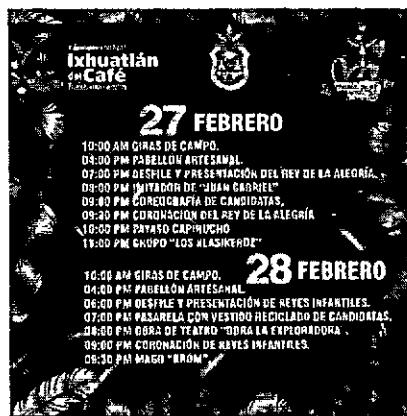 Ixhuatlán
del Café
27 FEBRERO
10:00 AM GIRAS DE CAMPO.
04:00 PM PABELLÓN ARTESANAL.
07:00 PM DESFILE Y PRESENTACIÓN DEL REY DE LA ALEGRÍA.
08:00 PM IMITADOR DE "JUAN GABRIEL"
09:00 PM COREOGRAFÍA DE CANDIDATAS.
09:30 PM CORONACIÓN DEL REY DE LA ALEGRÍA
10:00 PM PAYASO CAPIRUCHO
11:00 PM GRUPO "LOS KLASIKEROZ"
28 FEBRERO
10:00 AM GIRAS DE CAMPO.
04:00 PM PABELLÓN ARTESANAL.
06:00 PM DESFILE Y PRESENTACIÓN DE REYES INFANTILES.
07:00 PM PASARELA CON VESTIDO RECICLADO DE CANDIDATAS.
08:00 PM OBRA DE TEATRO "DORA LA EXPLORADORA".
09:00 PM CORONACIÓN DE REYES INFANTILES.
09:30 PM MAGO "KROM"